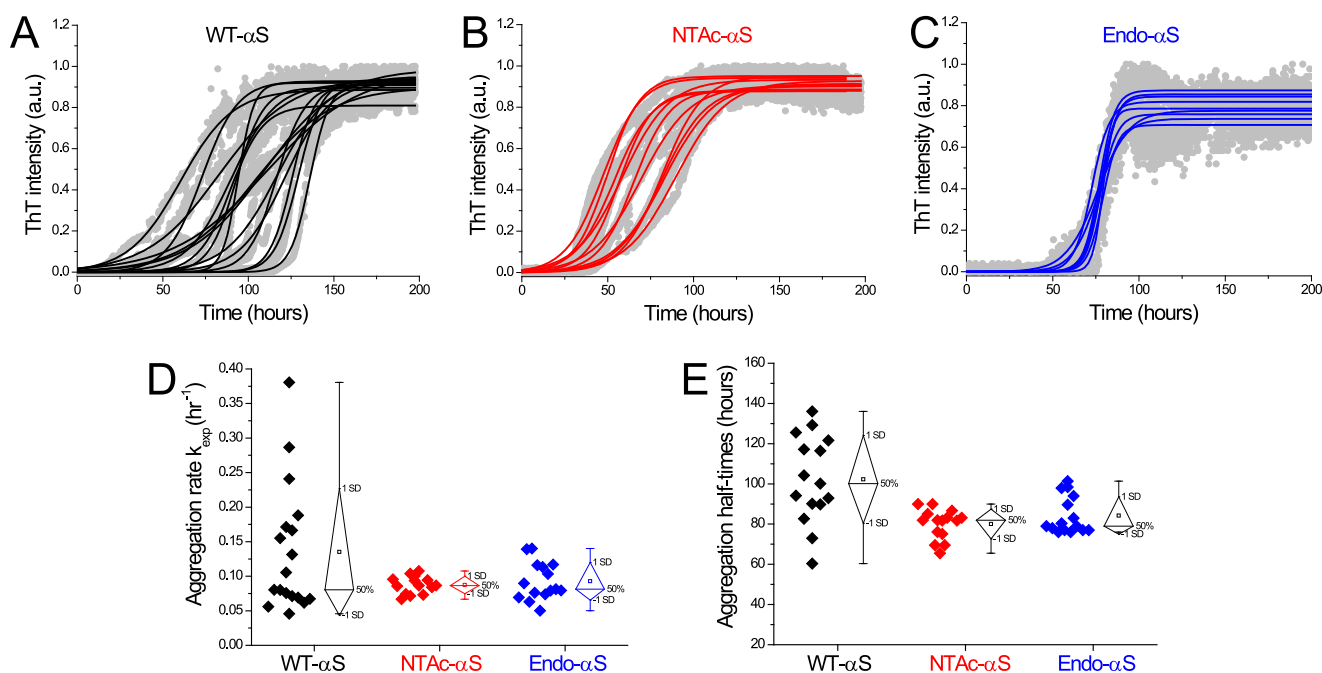 A
WT-αS
ThT intensity (a.u.)
1.2
1.0
0.8
0.6
0.4
0.2
0.0
0 50 100 150 200
Time (hours)
B
NTAc-αS
ThT intensity (a.u.)
1.2
1.0
0.8
0.6
0.4
0.2
0.0
0 50 100 150 200
Time (hours)
C
Endo-αS
ThT intensity (a.u.)
1.2
1.0
0.8
0.6
0.4
0.2
0.0
0 50 100 150 200
Time (hours)
D
Aggregation rate k_exp (hr⁻¹)
0.40
0.35
0.30
0.25
0.20
0.15
0.10
0.05
0.00
1 SD
50%
-1 SD
1 SD
50%
-1 SD
1 SD
50%
-1 SD
WT-αS NTAc-αS Endo-αS
E
Aggregation half-times (hours)
160
140
120
100
80
60
40
20
1 SD
50%
-1 SD
1 SD
50%
-1 SD
1 SD
50%
-1 SD
WT-αS NTAc-αS Endo-αS